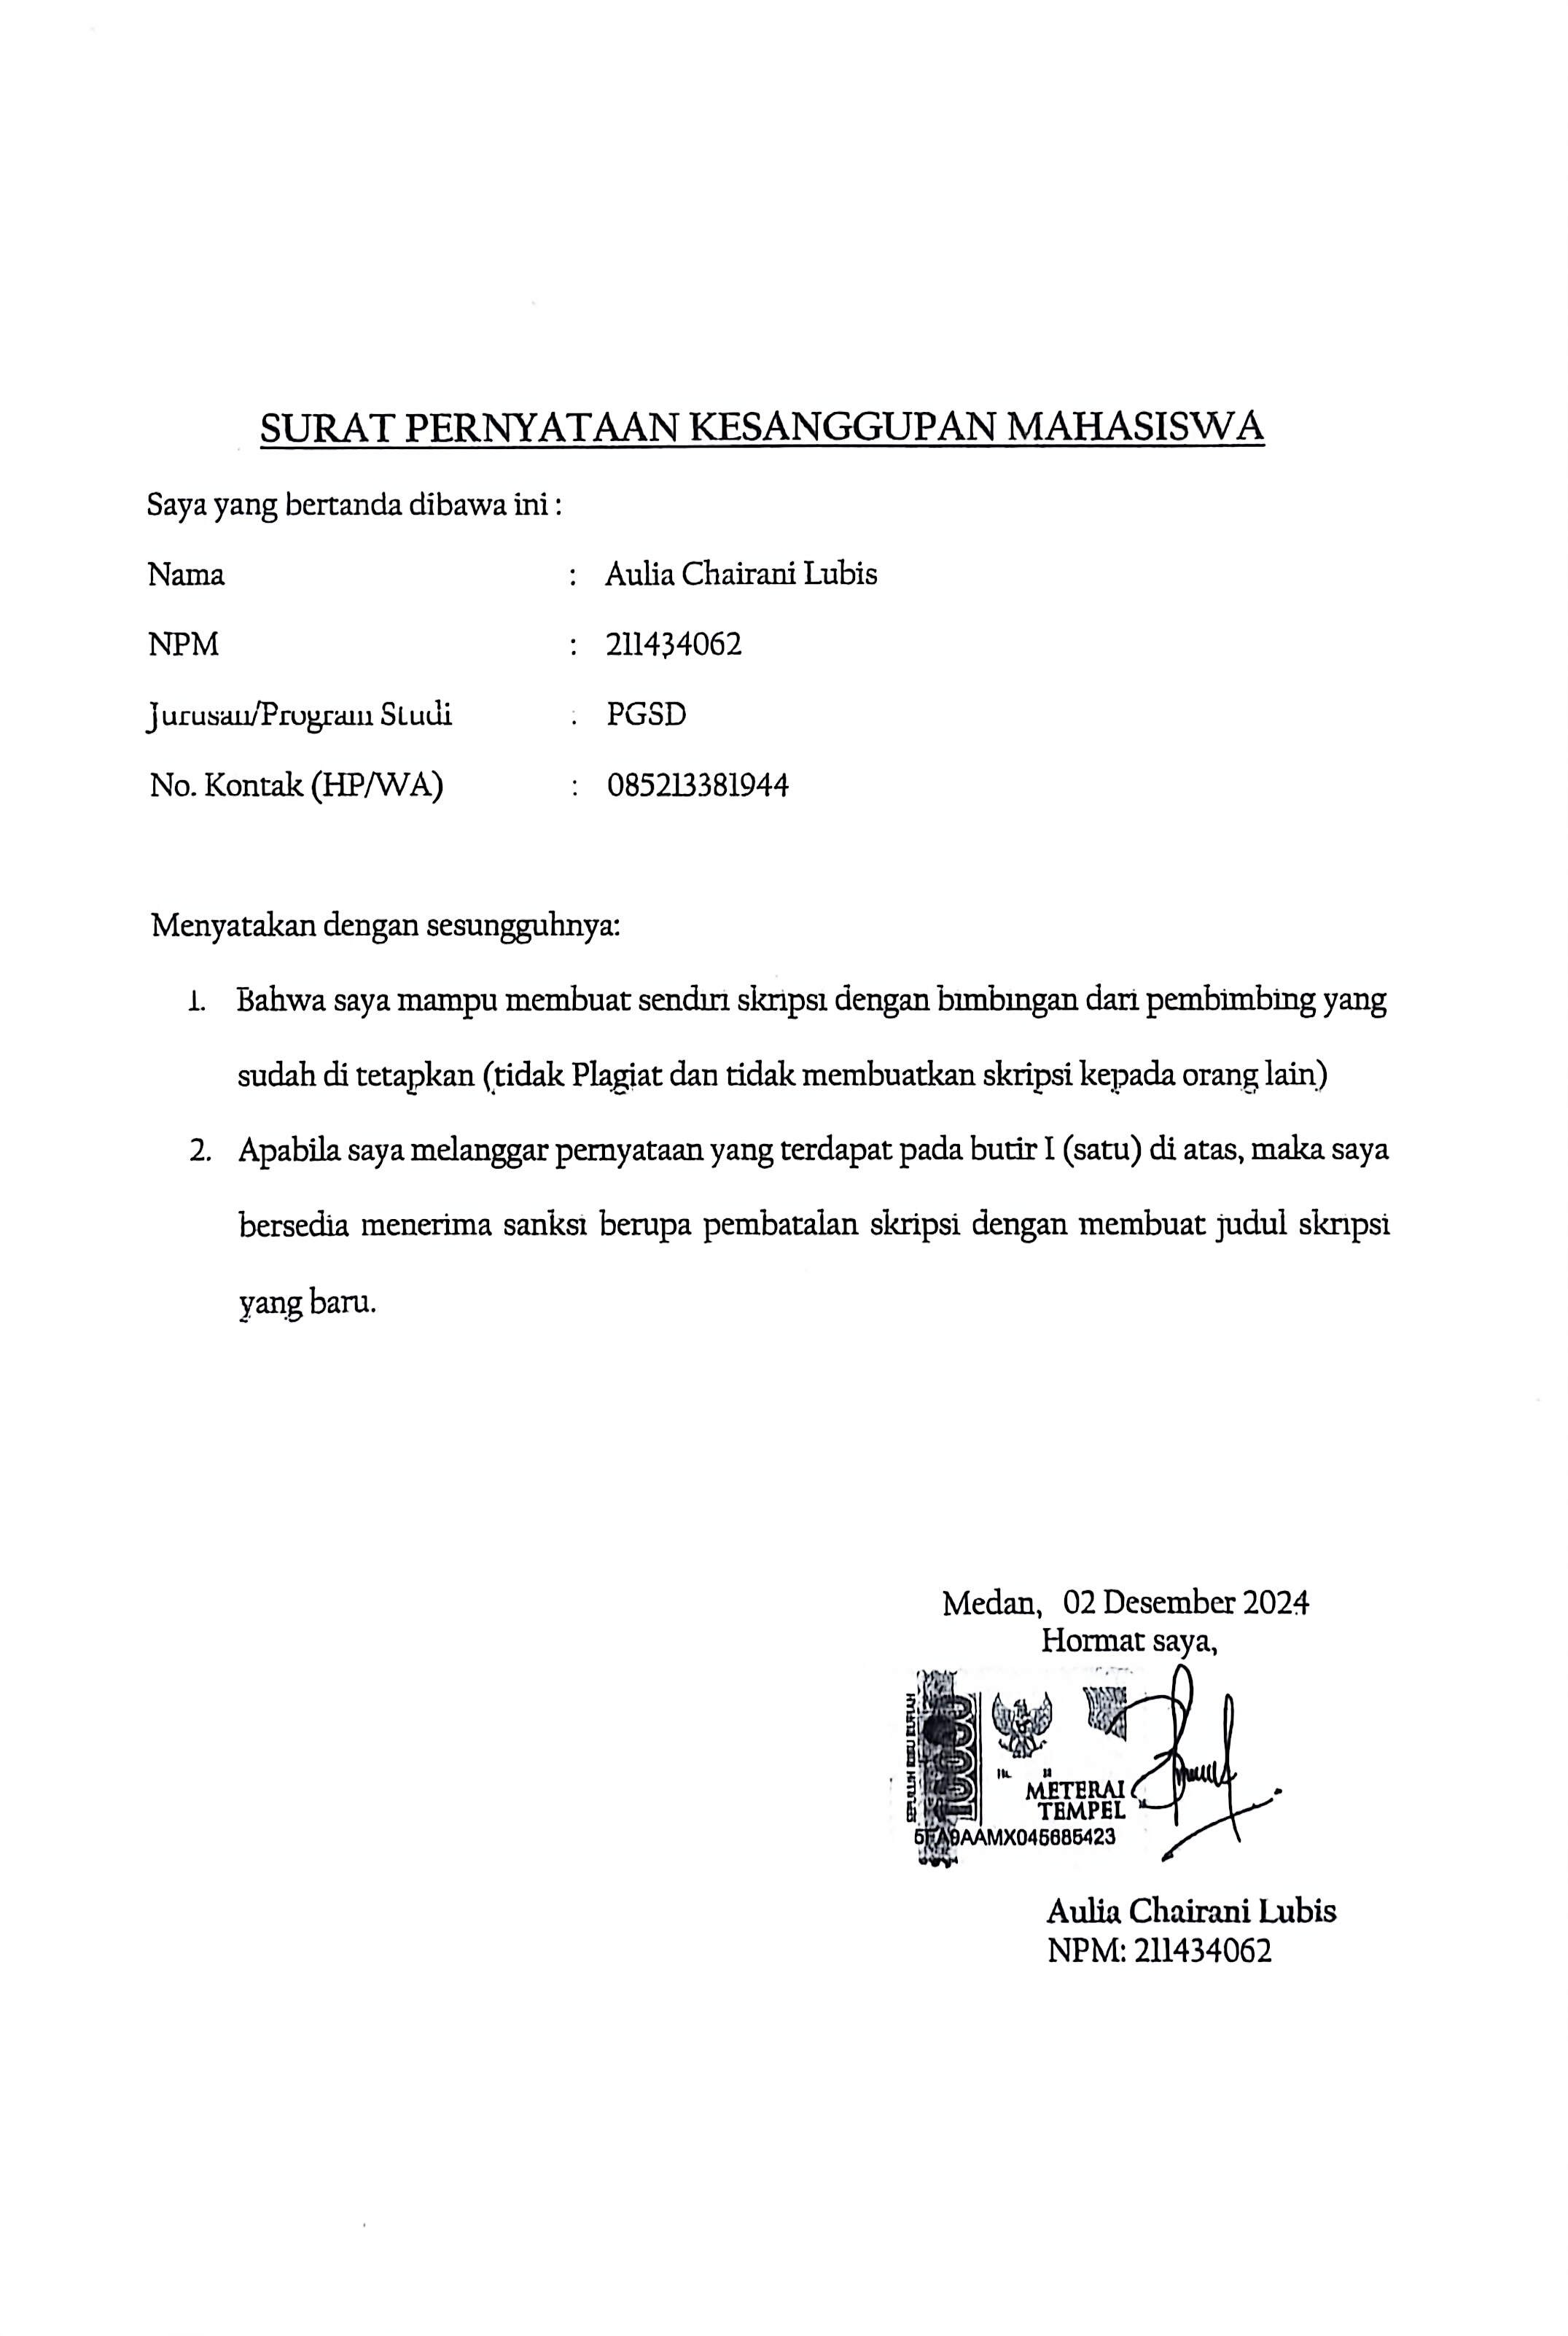 SURAT PERNYATAAN KESANGGUPAN MAHASISWA
Saya yang bertanda dibawa ini :
Nama : Aulia Chairani Lubis
NPM : 211434062
Jurusan/Program Studi : PGSD
No. Kontak (HP/WA) : 085213381944
Menyatakan dengan sesungguhnya:
1. Bahwa saya mampu membuat sendiri skripsi dengan bimbingan dari pembimbing yang
sudah di tetapkan (tidak Plagiat dan tidak membuatkan skripsi kepada orang lain)
2. Apabila saya melanggar pernyataan yang terdapat pada butir I (satu) di atas, maka saya
bersedia menerima sanksi berupa pembatalan skripsi dengan membuat judul skripsi
yang baru.
Medan, 02 Desember 2024
Hormat saya,
SEPULUH RIBU RUPIAH
10000
METERAI
TEMPEL
Aulia Chairani Lubis
NPM: 211434062